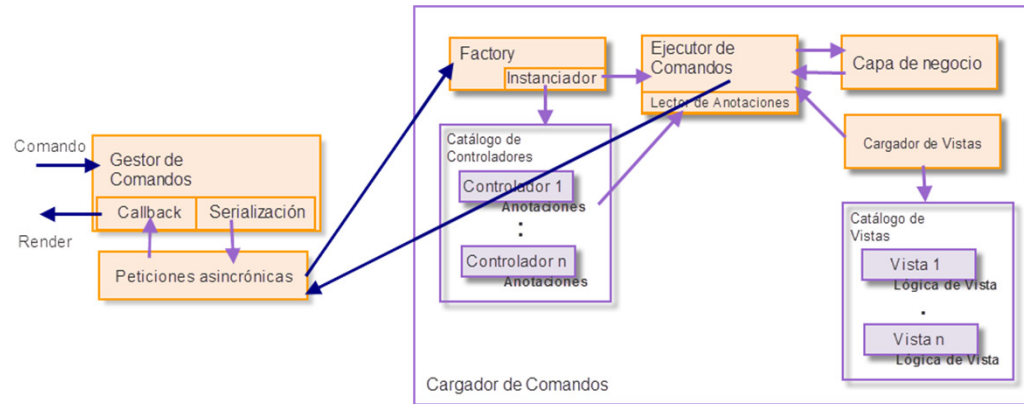 Comando
Render
Gestor de
Comandos
Callback
Serialización
Peticiones asincrónicas
Factory
Instanciador
Catálogo de
Controladores
Controlador 1
Anotaciones
:
Controlador n
Anotaciones
Ejecutor de
Comandos
Lector de Anotaciones
Capa de negocio
Cargador de Vistas
Catálogo de
Vistas
Vista 1
Lógica de Vista
.
Vista n
Lógica de Vista
Cargador de Comandos